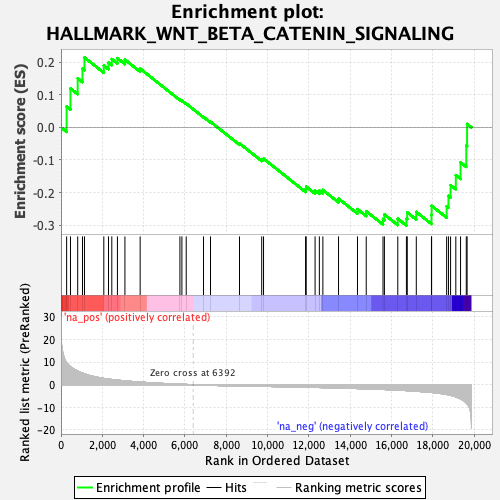 Enrichment plot:
HALLMARK_WNT_BETA_CATENIN_SIGNALING
Enrichment score (ES)
0.2
0.1
0.0
-0.1
-0.2
-0.3
'na_pos' (positively correlated)
Ranked list metric (PreRanked)
30
20
10
0
-10
-20
Zero cross at 6392
'na_neg' (negatively correlated)
0
2,000
4,000
6,000
8,000
10,000
12,000
14,000
16,000
18,000
20,000
Rank in Ordered Dataset
Enrichment profile
Hits
Ranking metric scores